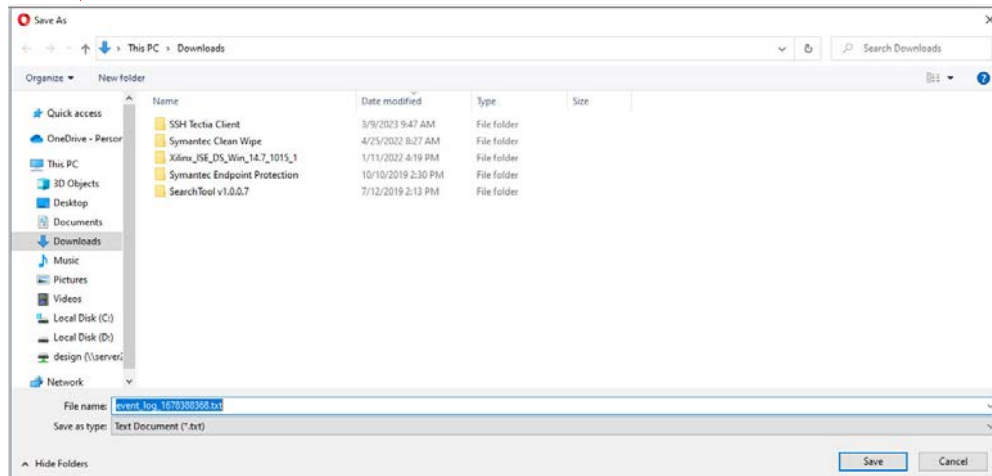 Save As
This PC › Downloads
Search Downloads
Organize
New folder
Name Date modified Type Size
Quick access
OneDrive - Person
This PC
3D Objects
Desktop
Documents
Downloads
Music
Pictures
Videos
Local Disk (C:)
Local Disk (D:)
design (\\server2
Network
SSH Tectia Client 3/9/2023 9:47 AM File folder
Symantec Clean Wipe 4/25/2022 8:27 AM File folder
Xilinx_ISE_DS_Win_14.7_1015_1 1/11/2022 4:19 PM File folder
Symantec Endpoint Protection 10/10/2019 2:30 PM File folder
SearchTool v1.0.0.7 7/12/2019 2:13 PM File folder
File name: event_log_1678388368.txt
Save as type: Text Document (*.txt)
Hide Folders
Save
Cancel